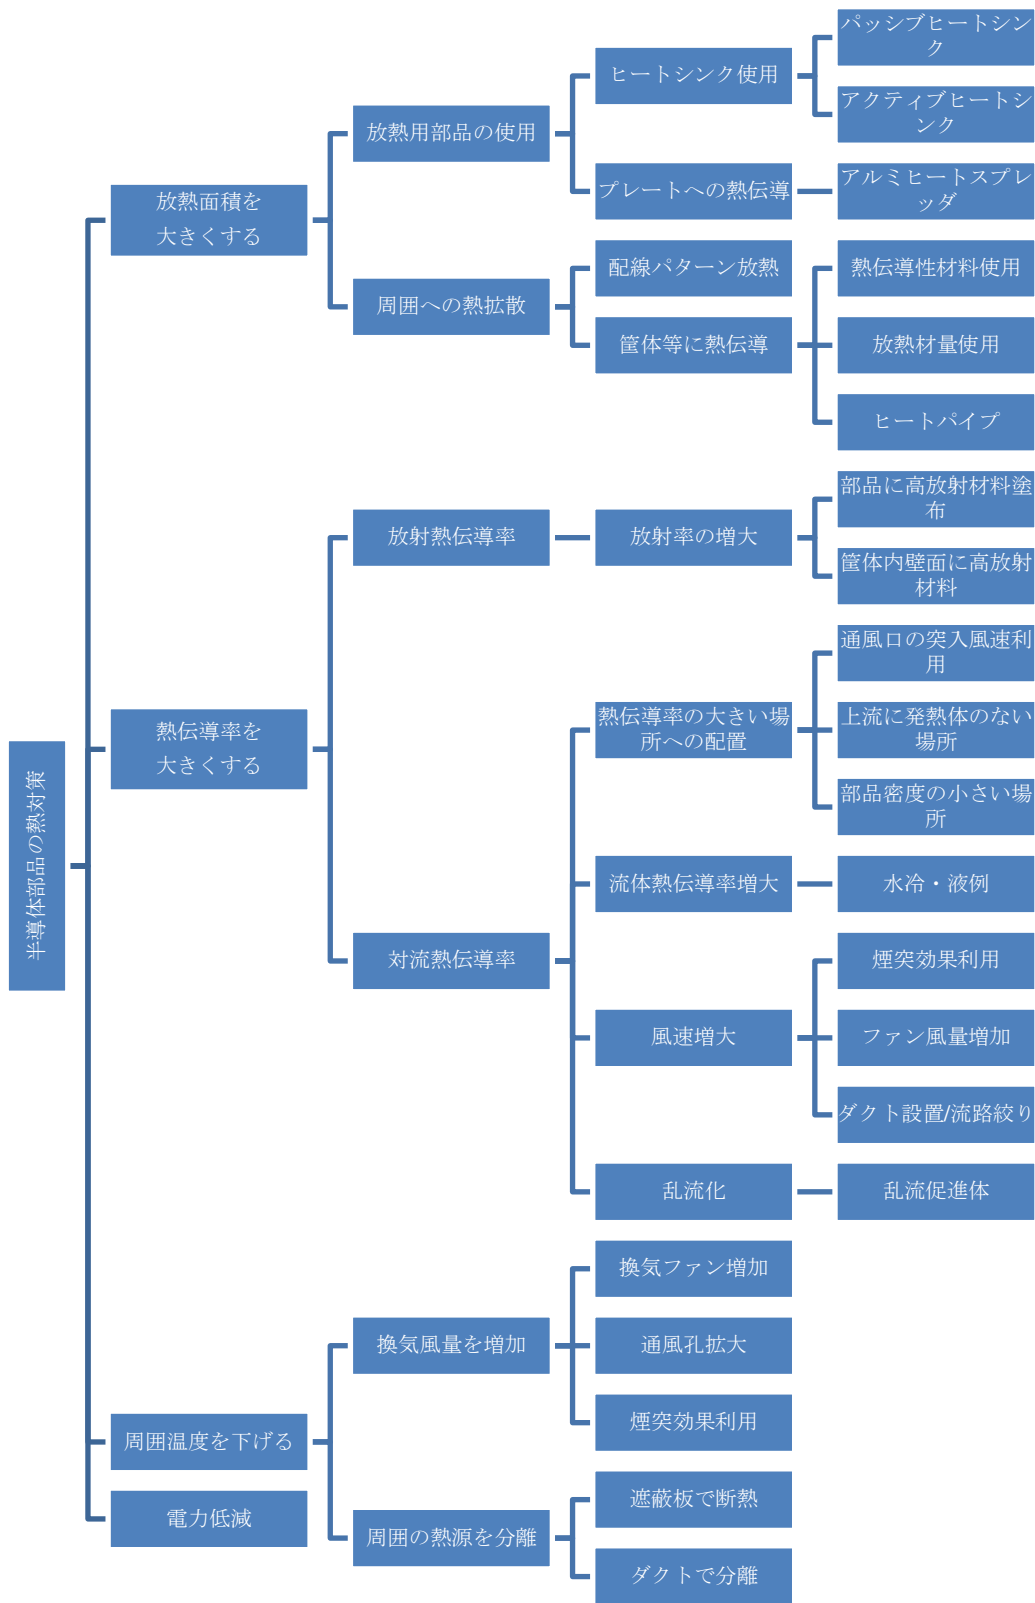 半導体部品の熱対策
放熱面積を
大きくする
放熱用部品の使用
ヒートシンク使用
パッシブヒートシン
ク
アクティブヒートシ
ンク
プレートへの熱伝導
アルミヒートスプレ
ッダ
周囲への熱拡散
配線パターン放熱
筐体等に熱伝導
熱伝導性材料使用
放熱材量使用
ヒートパイプ
熱伝導率を
大きくする
放射熱伝導率
放射率の増大
部品に高放射材料塗
布
筐体内壁面に高放射
材料
対流熱伝導率
熱伝導率の大きい場
所への配置
通風口の突入風速利
用
上流に発熱体のない
場所
部品密度の小さい場
所
流体熱伝導率増大
水冷・液例
風速増大
煙突効果利用
ファン風量増加
ダクト設置/流路絞り
乱流化
乱流促進体
周囲温度を下げる
換気風量を増加
換気ファン増加
通風孔拡大
煙突効果利用
周囲の熱源を分離
遮蔽板で断熱
ダクトで分離
電力低減